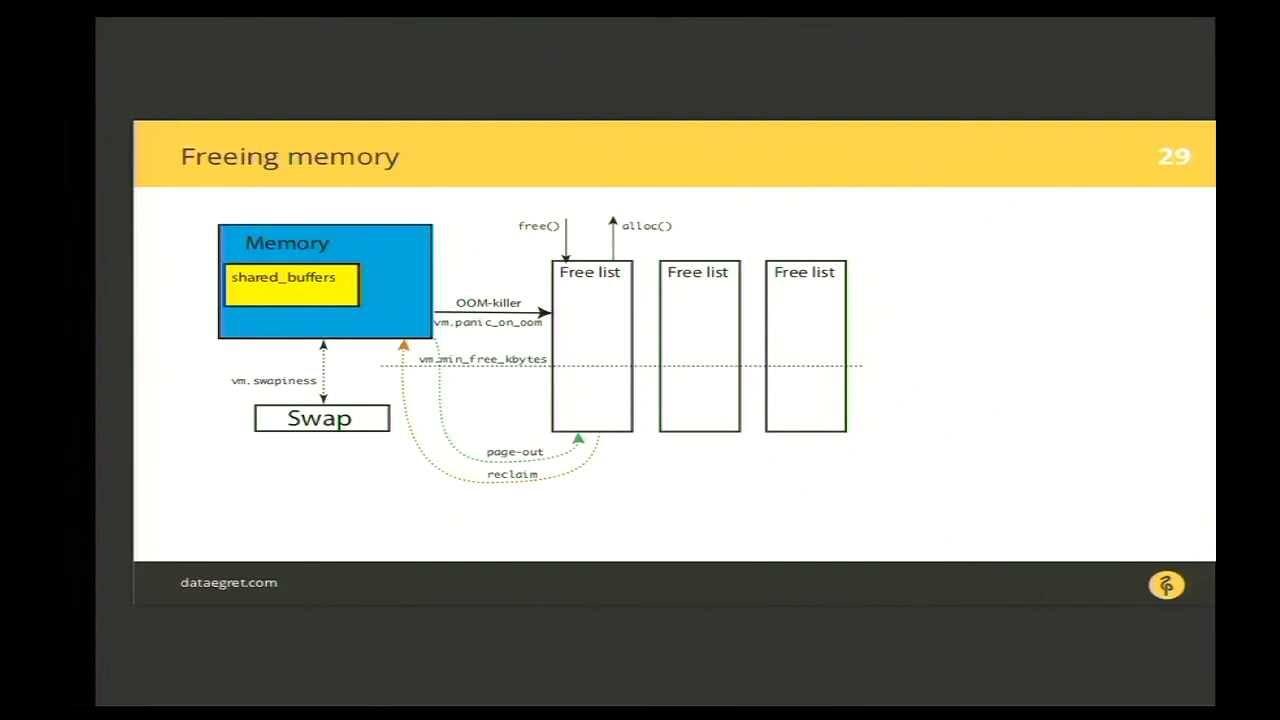 Freeing memory
29
free()
alloc()
Memory
shared_buffers
Free list
Free list
Free list
OOM-killer
vm.panic_on_oom
vm.min_free_kbytes
vm.swapiness
Swap
page-out
reclaim
dataegret.com